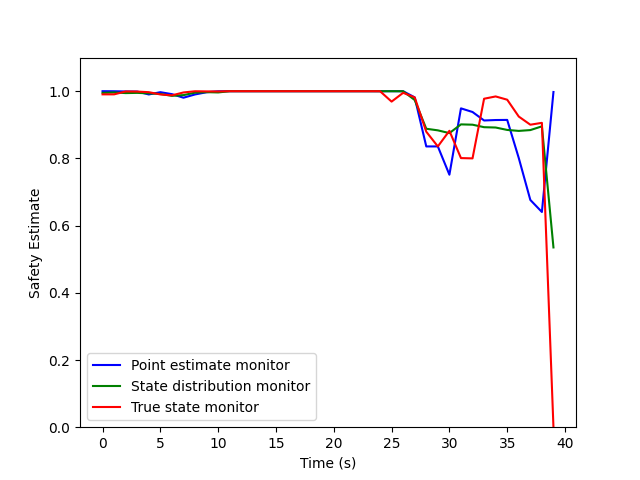 1.0
0.8
0.6
0.4
0.2
0.0
Safety Estimate
Point estimate monitor
State distribution monitor
True state monitor
0 5 10 15 20 25 30 35 40
Time (s)